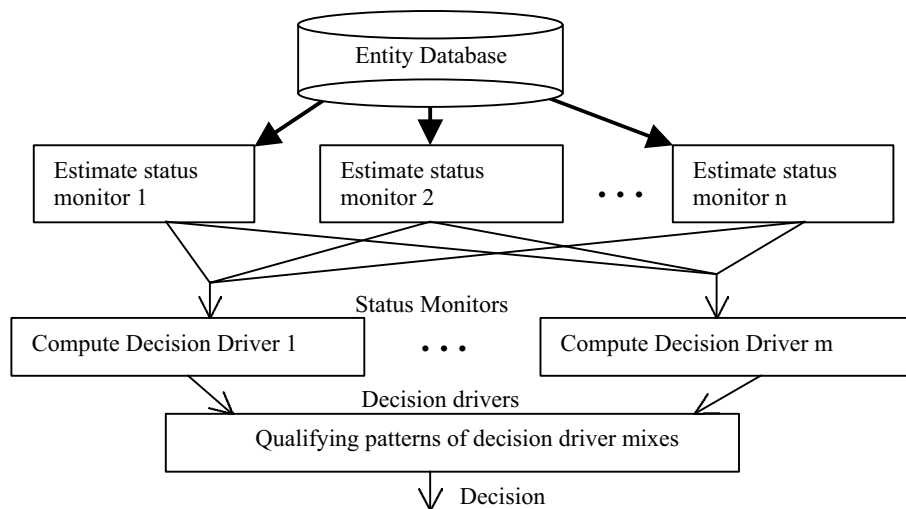 Entity Database
Estimate status
monitor 1
Estimate status
monitor 2
. . .
Estimate status
monitor n
Status Monitors
Compute Decision Driver 1
. . .
Compute Decision Driver m
Decision drivers
Qualifying patterns of decision driver mixes
Decision